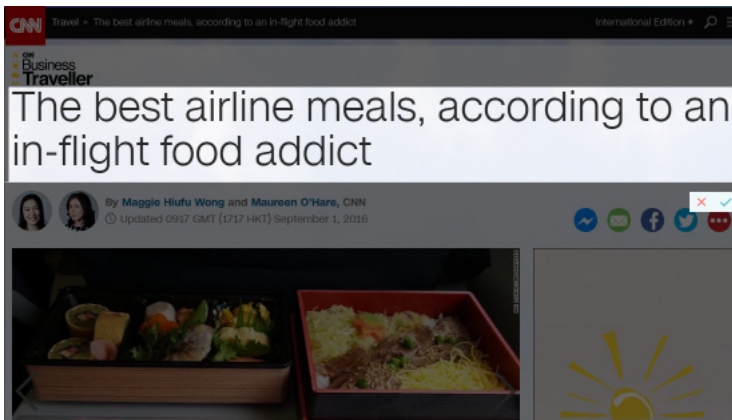 CNN Travel » The best airline meals, according to an in-flight food addict International Edition +
CNN
Business
Traveller
The best airline meals, according to an
in-flight food addict
By Maggie Hiufu Wong and Maureen O'Hare, CNN
Updated 0917 GMT (1717 HKT) September 1, 2016